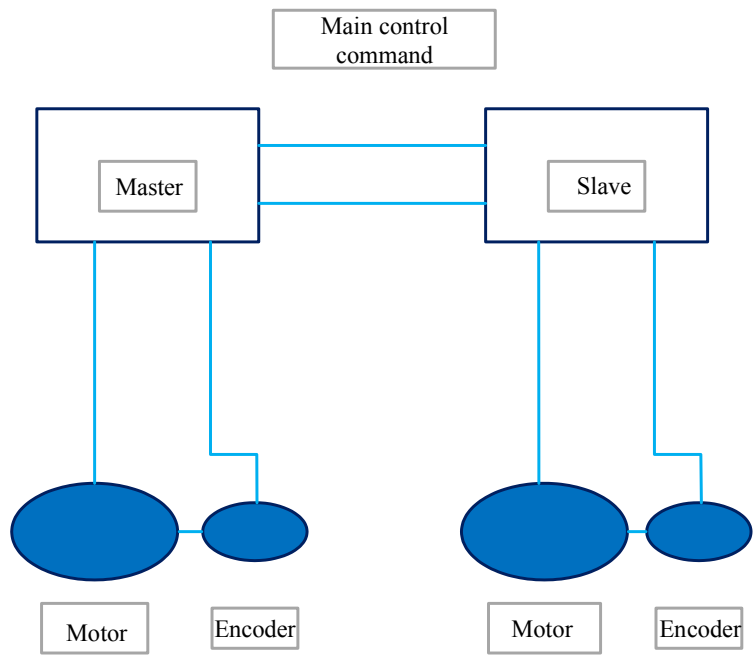 Main control
command
Master
Slave
Motor
Encoder
Motor
Encoder